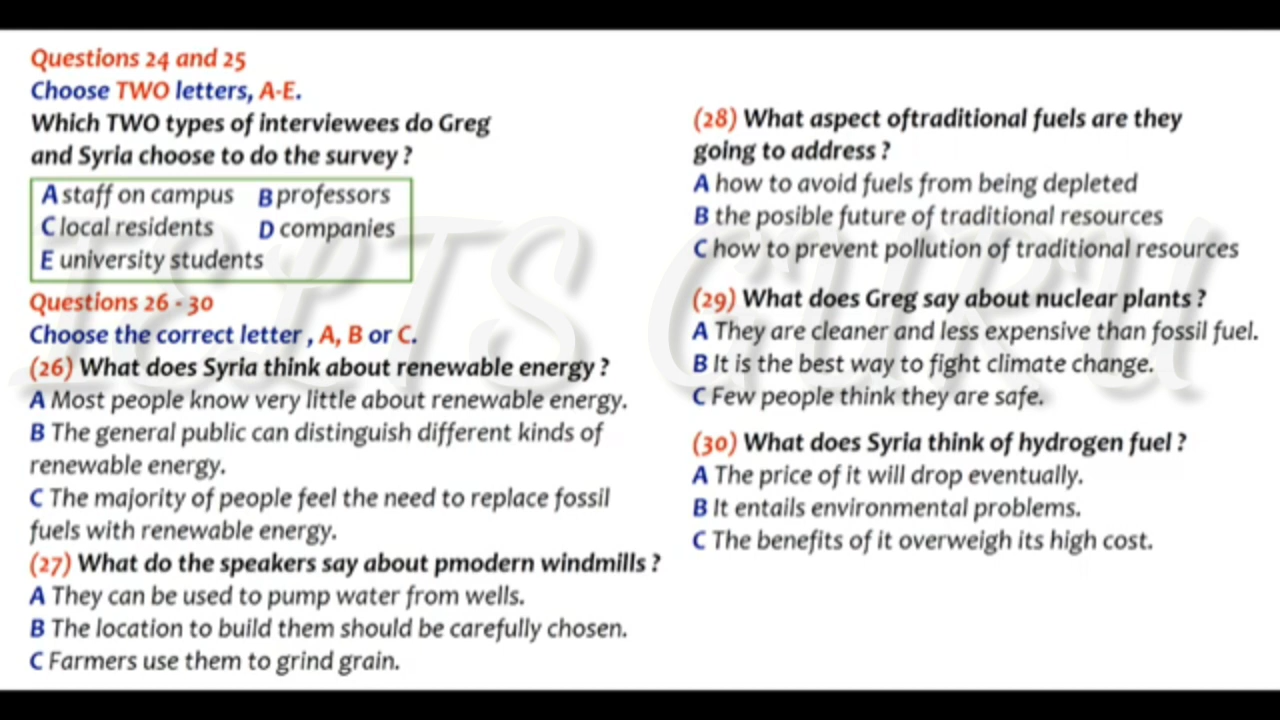 Questions 24 and 25
Choose TWO letters, A-E.
Which TWO types of interviewees do Greg
and Syria choose to do the survey ?
A staff on campus B professors
C local residents D companies
E university students
Questions 26 - 30
Choose the correct letter , A, B or C.
(26) What does Syria think about renewable energy ?
A Most people know very little about renewable energy.
B The general public can distinguish different kinds of
renewable energy.
C The majority of people feel the need to replace fossil
fuels with renewable energy.
(27) What do the speakers say about pmodern windmills ?
A They can be used to pump water from wells.
B The location to build them should be carefully chosen.
C Farmers use them to grind grain.
(28) What aspect oftraditional fuels are they
going to address ?
A how to avoid fuels from being depleted
B the posible future of traditional resources
C how to prevent pollution of traditional resources
(29) What does Greg say about nuclear plants ?
A They are cleaner and less expensive than fossil fuel.
B It is the best way to fight climate change.
C Few people think they are safe.
(30) What does Syria think of hydrogen fuel ?
A The price of it will drop eventually.
B It entails environmental problems.
C The benefits of it overweigh its high cost.
IELTS GURU